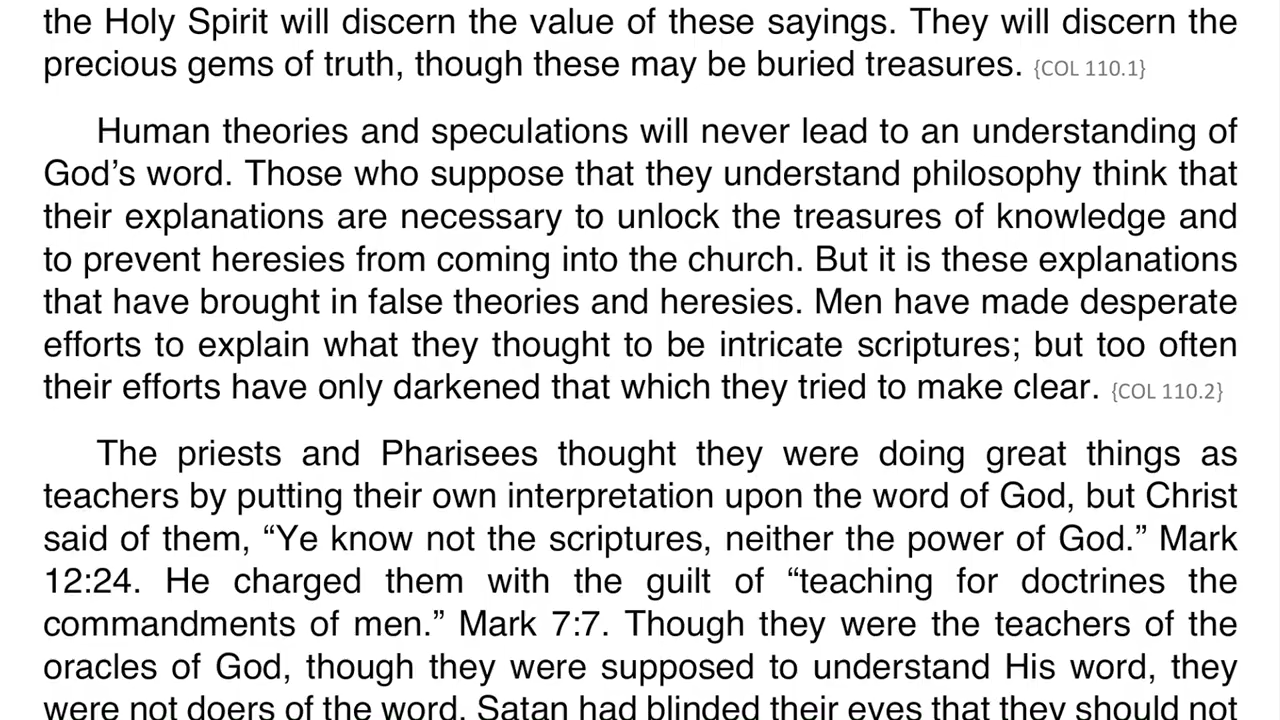 the Holy Spirit will discern the value of these sayings. They will discern the
precious gems of truth, though these may be buried treasures. {COL 110.1}
Human theories and speculations will never lead to an understanding of
God’s word. Those who suppose that they understand philosophy think that
their explanations are necessary to unlock the treasures of knowledge and
to prevent heresies from coming into the church. But it is these explanations
that have brought in false theories and heresies. Men have made desperate
efforts to explain what they thought to be intricate scriptures; but too often
their efforts have only darkened that which they tried to make clear. {COL 110.2}
The priests and Pharisees thought they were doing great things as
teachers by putting their own interpretation upon the word of God, but Christ
said of them, “Ye know not the scriptures, neither the power of God.” Mark
12:24. He charged them with the guilt of “teaching for doctrines the
commandments of men.” Mark 7:7. Though they were the teachers of the
oracles of God, though they were supposed to understand His word, they
were not doers of the word. Satan had blinded their eyes that they should not